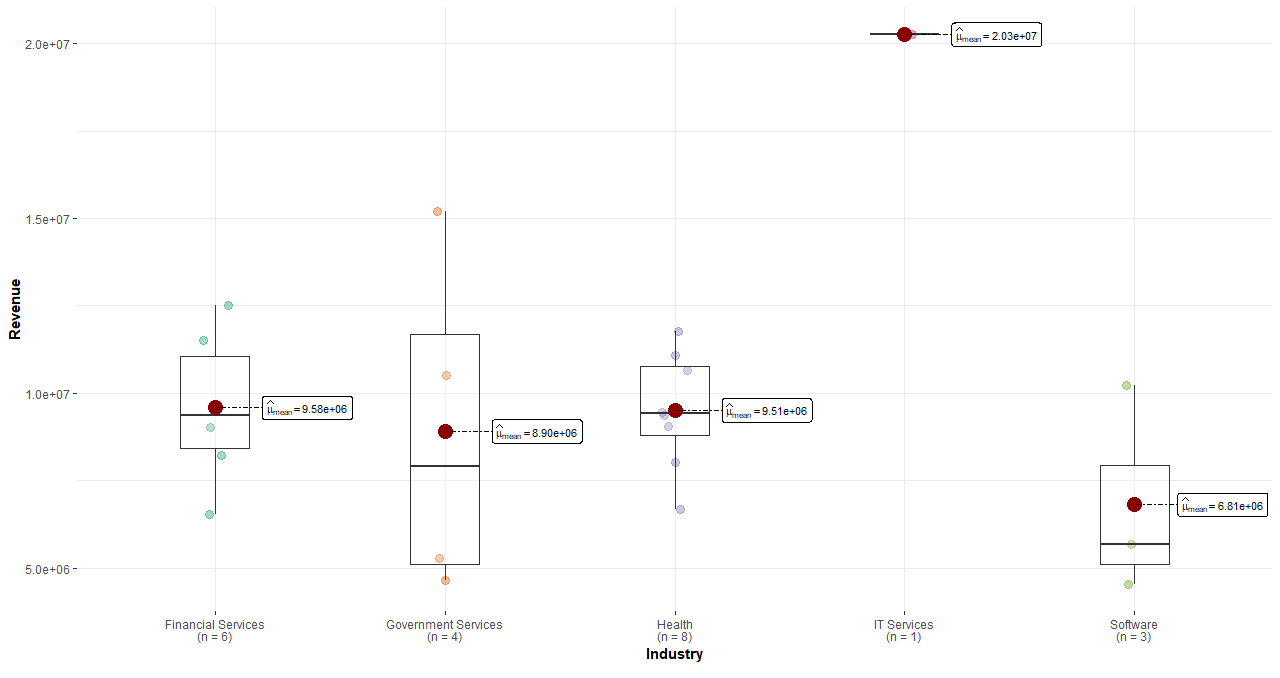 Revenue
2.0e+07
1.5e+07
1.0e+07
5.0e+06
μ̂mean = 9.58e+06
μ̂mean = 8.90e+06
μ̂mean = 9.51e+06
μ̂mean = 2.03e+07
μ̂mean = 6.81e+06
Financial Services
(n = 6)
Government Services
(n = 4)
Health
(n = 8)
IT Services
(n = 1)
Software
(n = 3)
Industry